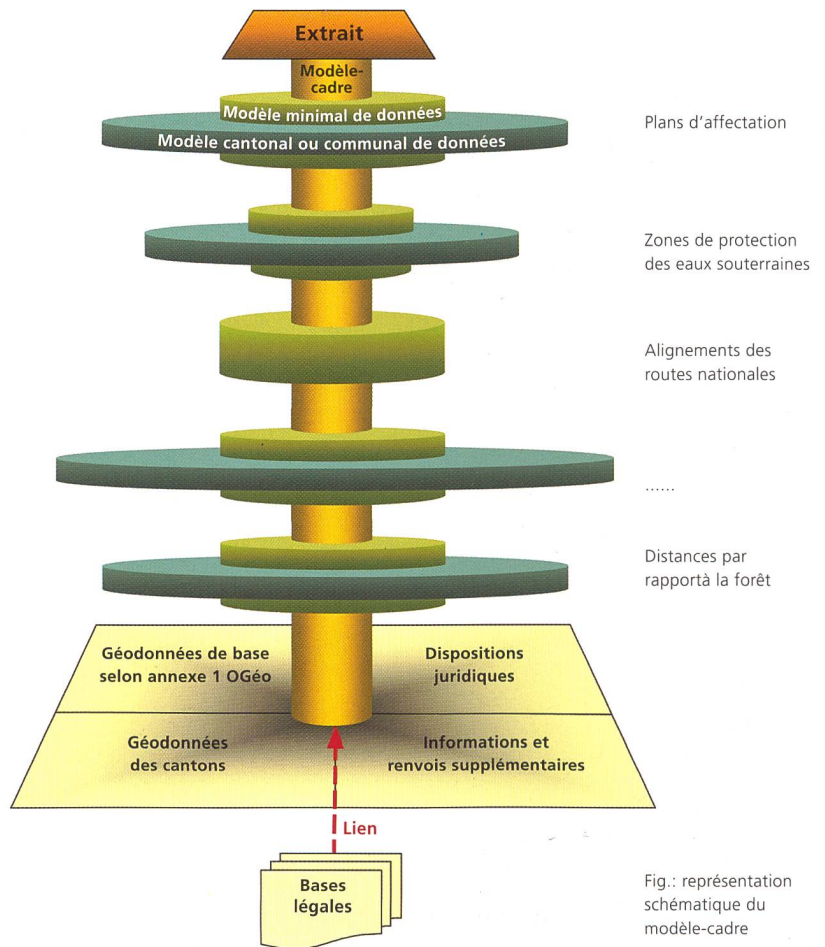 Extrait
Modèle-
cadre
Modèle minimal de données
Modèle cantonal ou communal de données
Plans d'affectation
Zones de protection
des eaux souterraines
Alignements des
routes nationales
......
Distances par
rapportà la forêt
Géodonnées de base
selon annexe 1 OGéo
Dispositions
juridiques
Géodonnées
des cantons
Informations et
renvois supplémentaires
Lien
Bases
légales
Fig.: représentation
schématique du
modèle-cadre